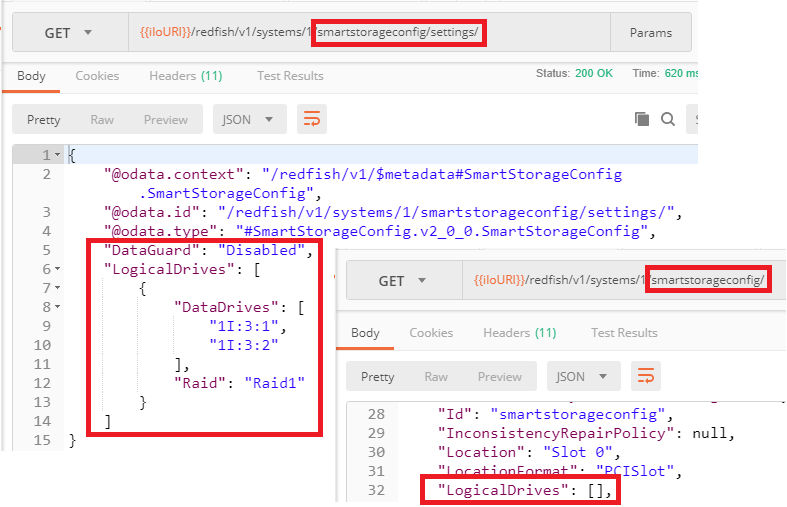 GET {{iloURI}}/redfish/v1/systems/1/smartstorageconfig/settings/ Params
Body Cookies Headers (11) Test Results Status: 200 OK Time: 620 ms
Pretty Raw Preview JSON
1 {
2 "@odata.context": "/redfish/v1/$metadata#SmartStorageConfig
.SmartStorageConfig",
3 "@odata.id": "/redfish/v1/systems/1/smartstorageconfig/settings/",
4 "@odata.type": "#SmartStorageConfig.v2_0_0.SmartStorageConfig",
5 "DataGuard": "Disabled",
6 "LogicalDrives": [
7 {
8 "DataDrives": [
9 "1I:3:1",
10 "1I:3:2"
11 ],
12 "Raid": "Raid1"
13 }
14 ]
15 }
GET {{iloURI}}/redfish/v1/systems/1/smartstorageconfig/
Body Cookies Headers (11) Test Results
Pretty Raw Preview JSON
28 "Id": "smartstorageconfig",
29 "InconsistencyRepairPolicy": null,
30 "Location": "Slot 0",
31 "LocationFormat": "PCISlot",
32 "LogicalDrives": [],